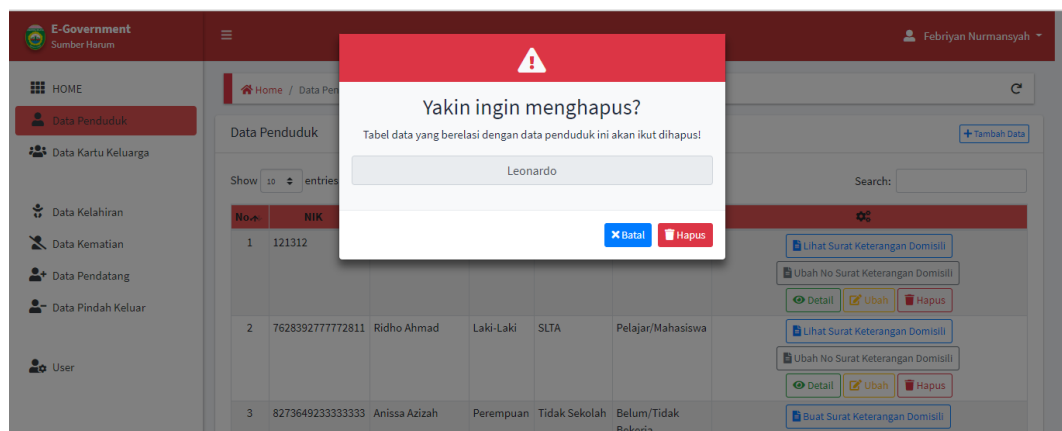 E-Government
Sumber Harum
Febriyan Nurmansyah
HOME
Data Penduduk
Data Kartu Keluarga
Data Kelahiran
Data Kematian
Data Pendatang
Data Pindah Keluar
User
Home / Data Pen
Yakin ingin menghapus?
Tabel data yang berelasi dengan data penduduk ini akan ikut dihapus!
Leonardo
Batal Hapus
Data Penduduk
Tambah Data
Show 10 entries
Search:
No. NIK
1 121312
Lihat Surat Keterangan Domisili
Ubah No Surat Keterangan Domisili
Detail Ubah Hapus
2 7628392777772811 Ridho Ahmad Laki-Laki SLTA Pelajar/Mahasiswa
Lihat Surat Keterangan Domisili
Ubah No Surat Keterangan Domisili
Detail Ubah Hapus
3 8273649233333333 Anissa Azizah Perempuan Tidak Sekolah Belum/Tidak
Bekerja
Buat Surat Keterangan Domisili